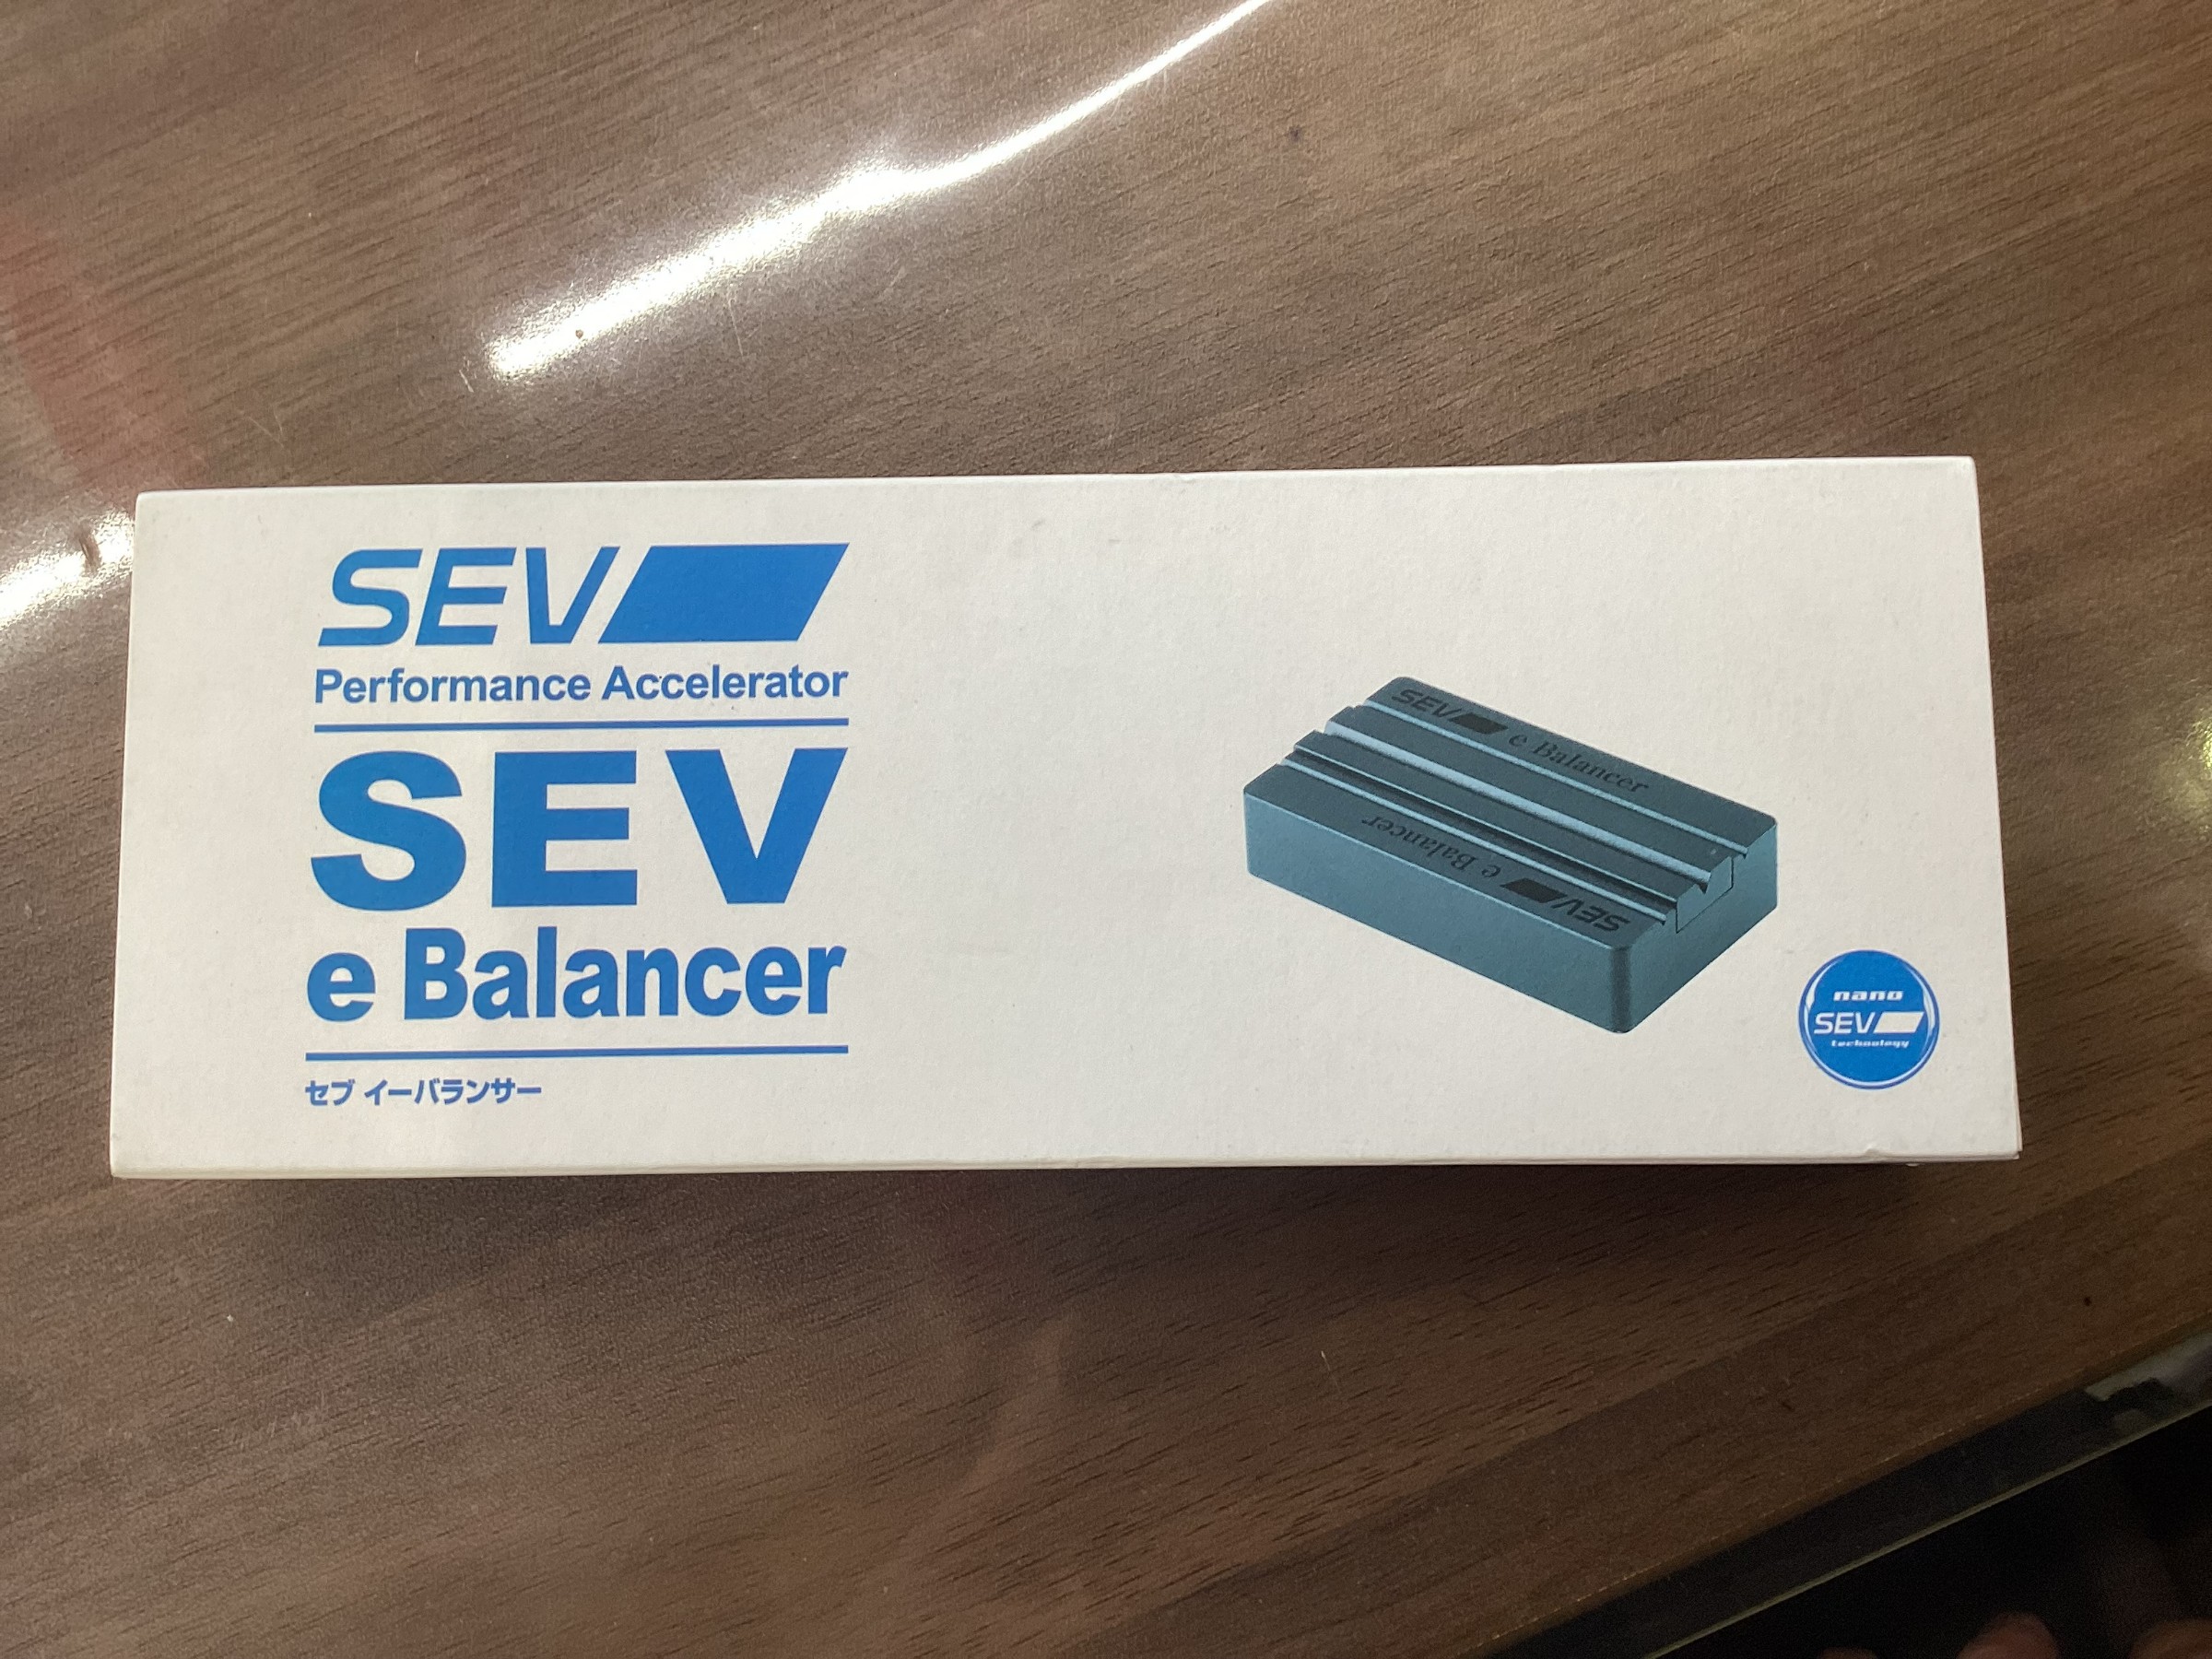 SEV
Performance Accelerator
SEV
e Balancer
セブ イーバランサー
SEV e Balancer
SEV e Balancer
nano
SEV
technology